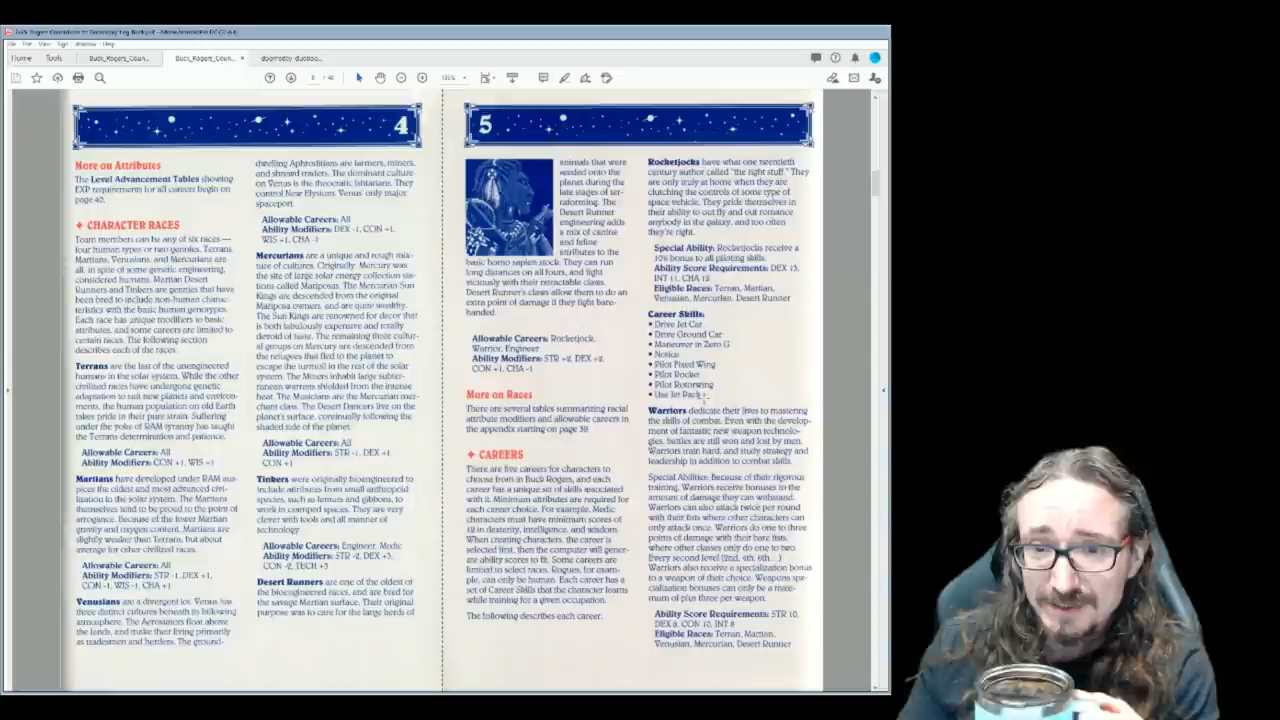 Home Tools Buck_Rogers_Coun... Buck_Rogers_Coun... × doomsday-duobao...
4
More on Attributes
The Level Advancement Tables showing
EXP requirements for all careers begin on
page 40.
CHARACTER RACES
Team members can be any of six races —
four human types or two gennies. Terrans,
Martians, Venusians, and Mercurians are
all, in spite of some genetic engineering,
considered humans. Martian Desert
Runners and Tinkers are gennies that have
been bred to include non-human charac-
teristics with the basic human genotypes.
Each race has unique modifiers to basic
attributes, and some careers are limited to
certain races. The following section
describes each of the races.
Terrans are the last of the unengineered
humans in the solar system. While the other
civilized races have undergone genetic
adaptation to suit new planets and environ-
ments, the human population on old Earth
takes pride in their pure strain. Suffering
under the yoke of RAM tyranny has taught
the Terrans determination and patience.
Allowable Careers: All
Ability Modifiers: CON +1, WIS +1
Martians have developed under RAM aus-
pices the oldest and most advanced civi-
lization in the solar system. The Martians
themselves tend to be proud to the point of
arrogance. Because of the lower Martian
gravity and oxygen content, Martians are
slightly weaker than Terrans, but about
average for other civilized races.
Allowable Careers: All
Ability Modifiers: STR -1, DEX +1,
CON -1, WIS -1, CHA +1
Venusians are a divergent lot. Venus has
three distinct cultures beneath its billowing
atmosphere. The Aerostators float above
the lands, and make their living primarily
as tradesmen and herders. The ground-
dwelling Aphroditians are farmers, miners,
and shrewd traders. The dominant culture
on Venus is the theocratic Ishtarians. They
control New Elysium, Venus' only major
spaceport.
Allowable Careers: All
Ability Modifiers: DEX -1, CON +1,
WIS +1, CHA -1
Mercurians are a unique and rough mix-
ture of cultures. Originally, Mercury was
the site of large solar energy collection sta-
tions called Mariposas. The Mercurian Sun
Kings are descended from the original
Mariposa owners, and are quite wealthy.
The Sun Kings are renowned for decor that
is both fabulously expensive and totally
devoid of taste. The remaining three cultur-
al groups on Mercury are descended from
the refugees that fled to the planet to
escape the turmoil in the rest of the solar
system. The Miners inhabit large subter-
ranean warrens shielded from the intense
heat. The Musicians are the Mercurian mer-
chant class. The Desert Dancers live on the
planet's surface, continually following the
shaded side of the planet.
Allowable Careers: All
Ability Modifiers: STR -1, DEX +1,
CON +1
Tinkers were originally bioengineered to
include attributes from small anthropoid
species, such as lemurs and gibbons, to
work in cramped spaces. They are very
clever with tools and all manner of
technology.
Allowable Careers: Engineer, Medic
Ability Modifiers: STR -2, DEX +3,
CON -2, TECH +3
Desert Runners are one of the oldest of
the bioengineered races, and are bred for
the savage Martian surface. Their original
purpose was to care for the large herds of
5
animals that were
seeded onto the
planet during the
late stages of ter-
raforming. The
Desert Runner
engineering adds
a mix of canine
and feline
attributes to the
basic homo sapien stock. They can run
long distances on all fours, and fight
viciously with their retractable claws.
Desert Runner's claws allow them to do an
extra point of damage if they fight bare-
handed.
Allowable Careers: Rocketjock,
Warrior, Engineer
Ability Modifiers: STR +2, DEX +2,
CON +1, CHA -1
More on Races
There are several tables summarizing racial
attribute modifiers and allowable careers in
the appendix starting on page 39.
CAREERS
There are five careers for characters to
choose from in Buck Rogers, and each
career has a unique set of skills associated
with it. Minimum attributes are required for
each career choice. For example, Medic
characters must have minimum scores of
12 in dexterity, intelligence, and wisdom.
When creating characters, the career is
selected first, then the computer will gener-
ate ability scores to fit. Some careers are
limited to select races. Rogues, for exam-
ple, can only be human. Each career has a
set of Career Skills that the character learns
while training for a given occupation.
The following describes each career.
Rocketjocks have what one twentieth
century author called "the right stuff." They
are only truly at home when they are
clutching the controls of some type of
space vehicle. They pride themselves in
their ability to out fly and out romance
anybody in the galaxy, and too often
they're right.
Special Ability: Rocketjocks receive a
10% bonus to all piloting skills.
Ability Score Requirements: DEX 13,
INT 11, CHA 12
Eligible Races: Terran, Martian,
Venusian, Mercurian, Desert Runner
Career Skills:
• Drive Jet Car
• Drive Ground Car
• Maneuver in Zero G
• Notice
• Pilot Fixed Wing
• Pilot Rocket
• Pilot Rotorwing
• Use Jet Pack
Warriors dedicate their lives to mastering
the skills of combat. Even with the develop-
ment of fantastic new weapon technolo-
gies, battles are still won and lost by men.
Warriors train hard, and study strategy and
leadership in addition to combat skills.
Special Abilities: Because of their rigorous
training, Warriors receive bonuses to the
amount of damage they can withstand.
Warriors can also attack twice per round
with their fists where other characters can
only attack once. Warriors do one to three
points of damage with their bare fists,
where other classes only do one to two.
Every second level (2nd, 4th, 6th...)
Warriors also receive a specialization bonus
to a weapon of their choice. Weapons spe-
cialization bonuses can only be a maxi-
mum of plus three per weapon.
Ability Score Requirements: STR 10,
DEX 8, CON 10, INT 8
Eligible Races: Terran, Martian,
Venusian, Mercurian, Desert Runner